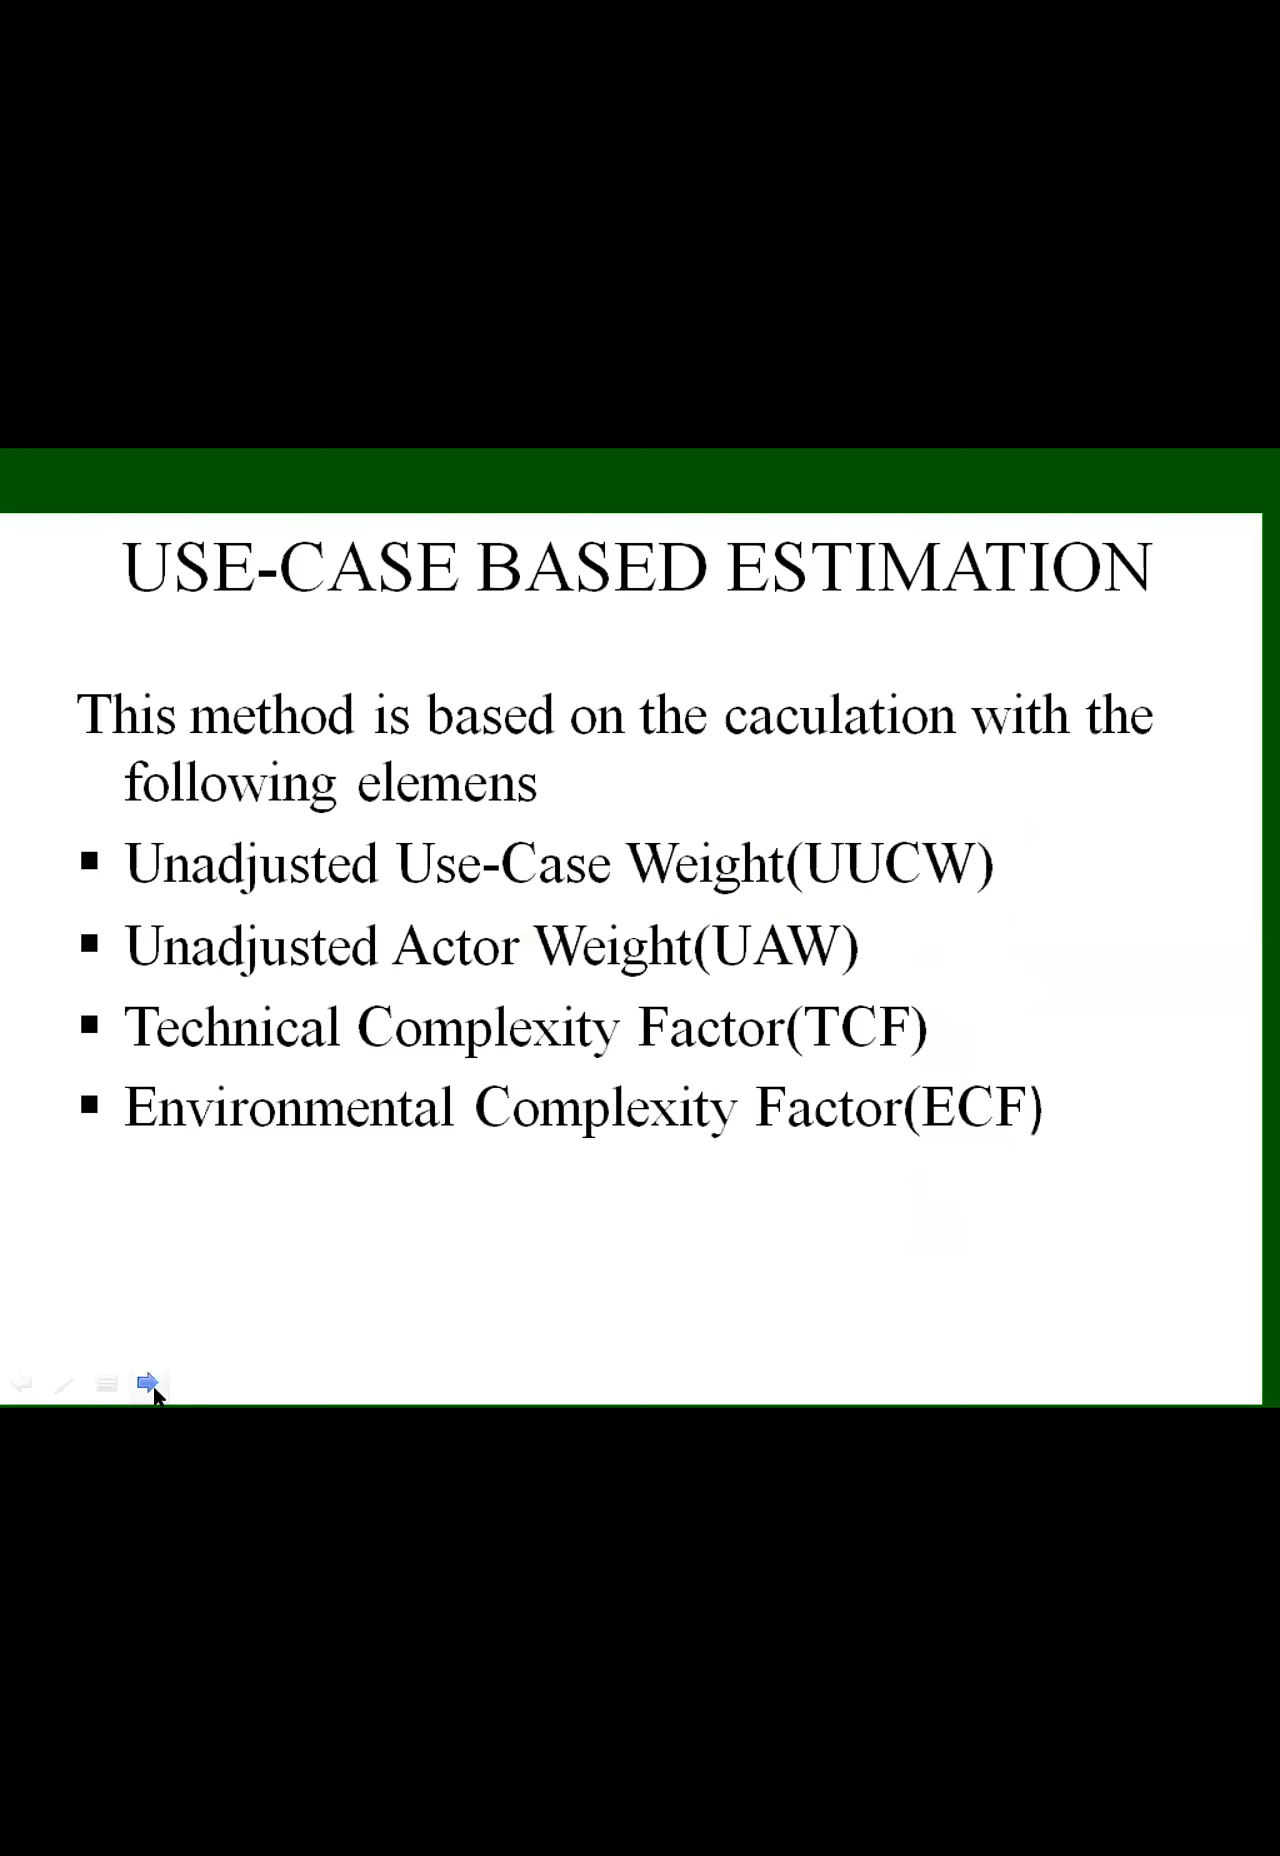 USE-CASE BASED ESTIMATION
This method is based on the caculation with the
following elemens
▪ Unadjusted Use-Case Weight(UUCW)
▪ Unadjusted Actor Weight(UAW)
▪ Technical Complexity Factor(TCF)
▪ Environmental Complexity Factor(ECF)